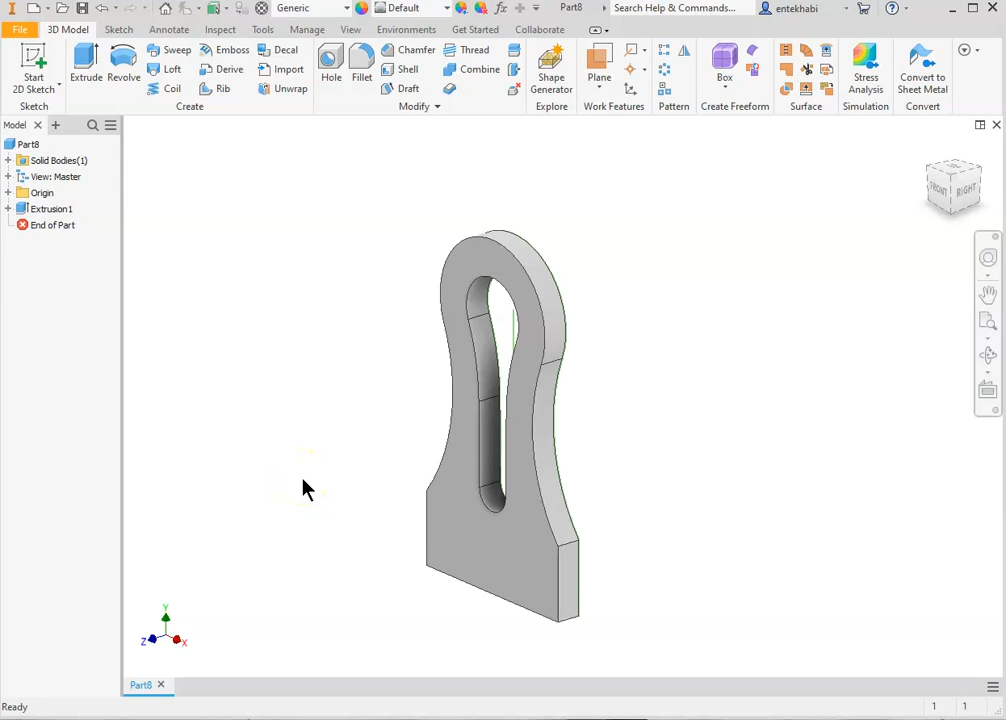 Generic
Default
Part8
Search Help & Commands...
entekhabi
File
3D Model
Sketch
Annotate
Inspect
Tools
Manage
View
Environments
Get Started
Collaborate
Start
2D Sketch
Sketch
Extrude
Revolve
Sweep
Loft
Coil
Emboss
Derive
Rib
Decal
Import
Unwrap
Create
Hole
Fillet
Chamfer
Shell
Draft
Thread
Combine
Modify
Shape
Generator
Explore
Plane
Work Features
Pattern
Box
Create Freeform
Surface
Stress
Analysis
Simulation
Convert to
Sheet Metal
Convert
Model
Part8
Solid Bodies(1)
View: Master
Origin
Extrusion1
End of Part
FRONT
RIGHT
Y
Z
X
Part8
Ready
1
1